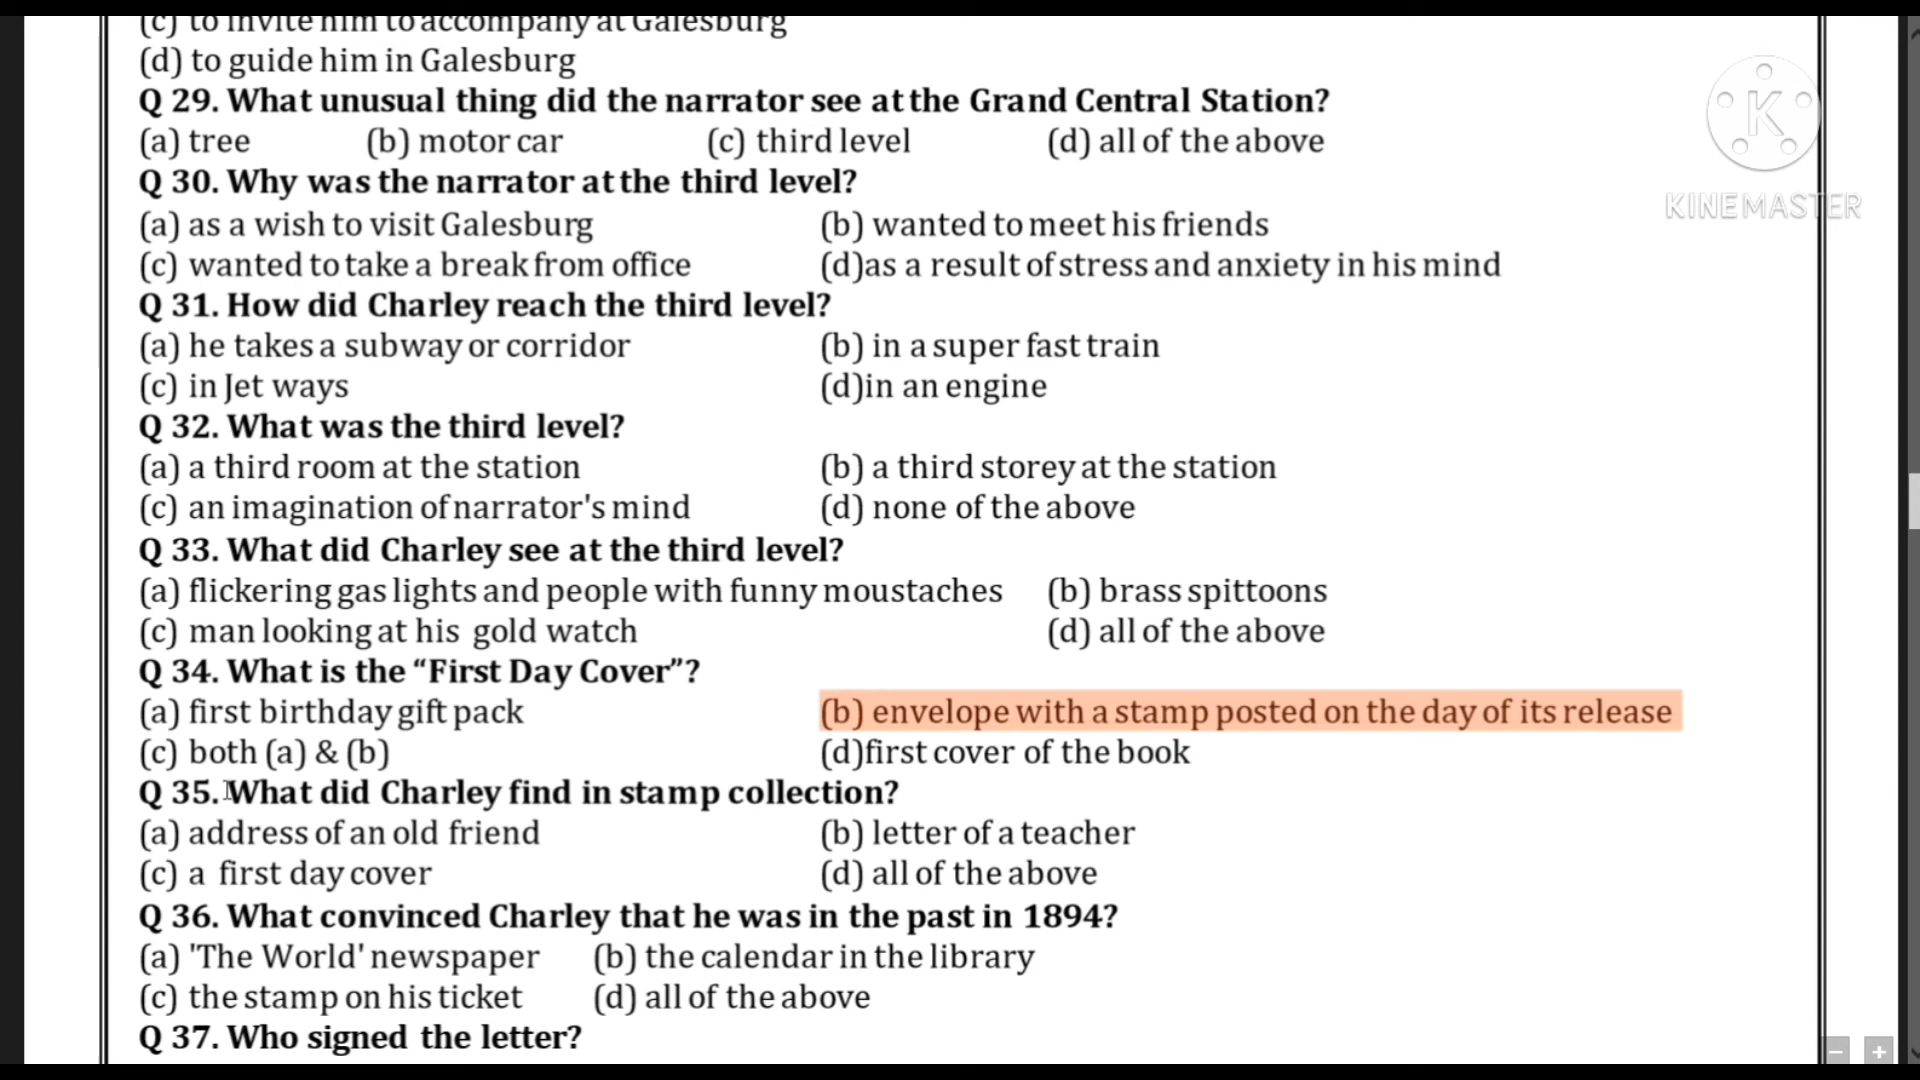 (c) to invite him to accompany at Galesburg
(d) to guide him in Galesburg
Q 29. What unusual thing did the narrator see at the Grand Central Station?
(a) tree (b) motor car (c) third level (d) all of the above
Q 30. Why was the narrator at the third level?
(a) as a wish to visit Galesburg (b) wanted to meet his friends
(c) wanted to take a break from office (d)as a result of stress and anxiety in his mind
Q 31. How did Charley reach the third level?
(a) he takes a subway or corridor (b) in a super fast train
(c) in Jet ways (d)in an engine
Q 32. What was the third level?
(a) a third room at the station (b) a third storey at the station
(c) an imagination of narrator's mind (d) none of the above
Q 33. What did Charley see at the third level?
(a) flickering gas lights and people with funny moustaches (b) brass spittoons
(c) man looking at his gold watch (d) all of the above
Q 34. What is the “First Day Cover”?
(a) first birthday gift pack (b) envelope with a stamp posted on the day of its release
(c) both (a) & (b) (d)first cover of the book
Q 35. What did Charley find in stamp collection?
(a) address of an old friend (b) letter of a teacher
(c) a first day cover (d) all of the above
Q 36. What convinced Charley that he was in the past in 1894?
(a) 'The World' newspaper (b) the calendar in the library
(c) the stamp on his ticket (d) all of the above
Q 37. Who signed the letter?
K
KINEMASTER